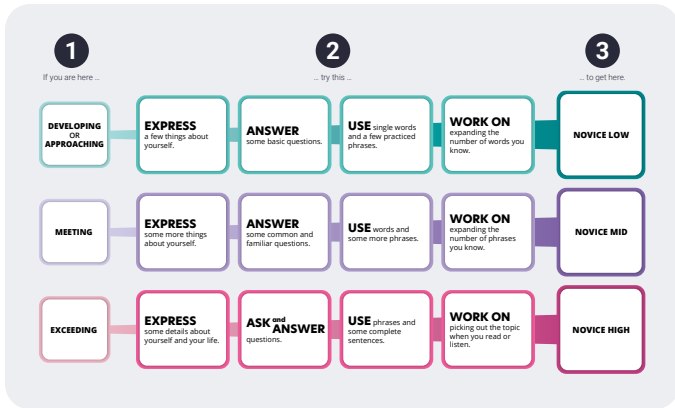 1
2
3
If you are here ...
... try this ...
... to get here.
DEVELOPING
OR
APPROACHING
EXPRESS
a few things about
yourself.
ANSWER
some basic questions.
USE single words
and a few practiced
phrases.
WORK ON
expanding the
number of words you
know.
NOVICE LOW
MEETING
EXPRESS
some more things
about yourself.
ANSWER
some common and
familiar questions.
USE words and
some more phrases.
WORK ON
expanding the
number of phrases
you know.
NOVICE MID
EXCEEDING
EXPRESS
some details about
yourself and your life.
ASK and
ANSWER
questions.
USE phrases and
some complete
sentences.
WORK ON
picking out the topic
when you read or
listen.
NOVICE HIGH